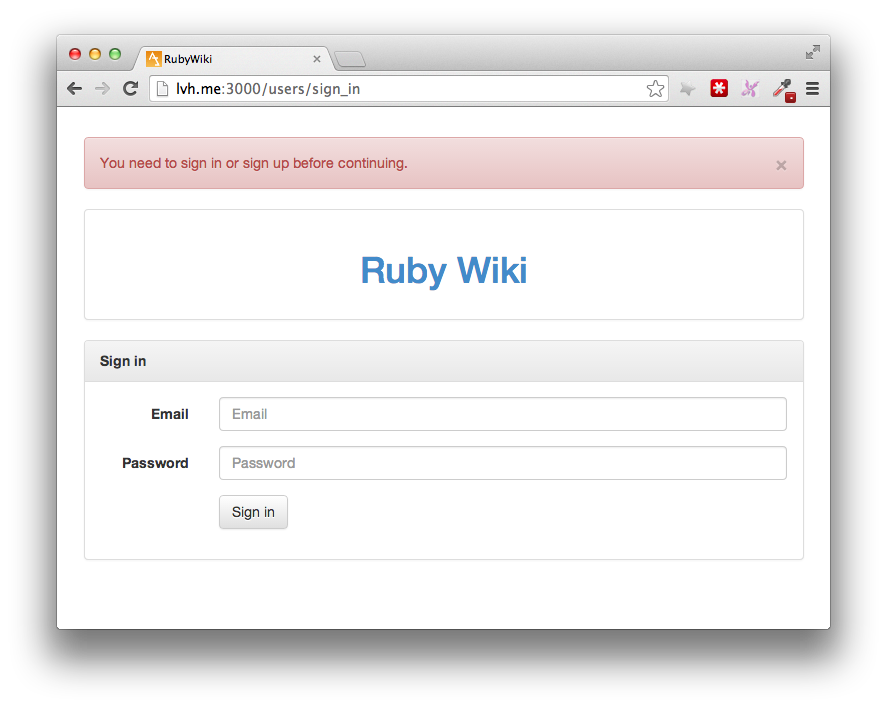 RubyWiki
lvh.me:3000/users/sign_in
You need to sign in or sign up before continuing.
×
Ruby Wiki
Sign in
Email
Email
Password
Password
Sign in